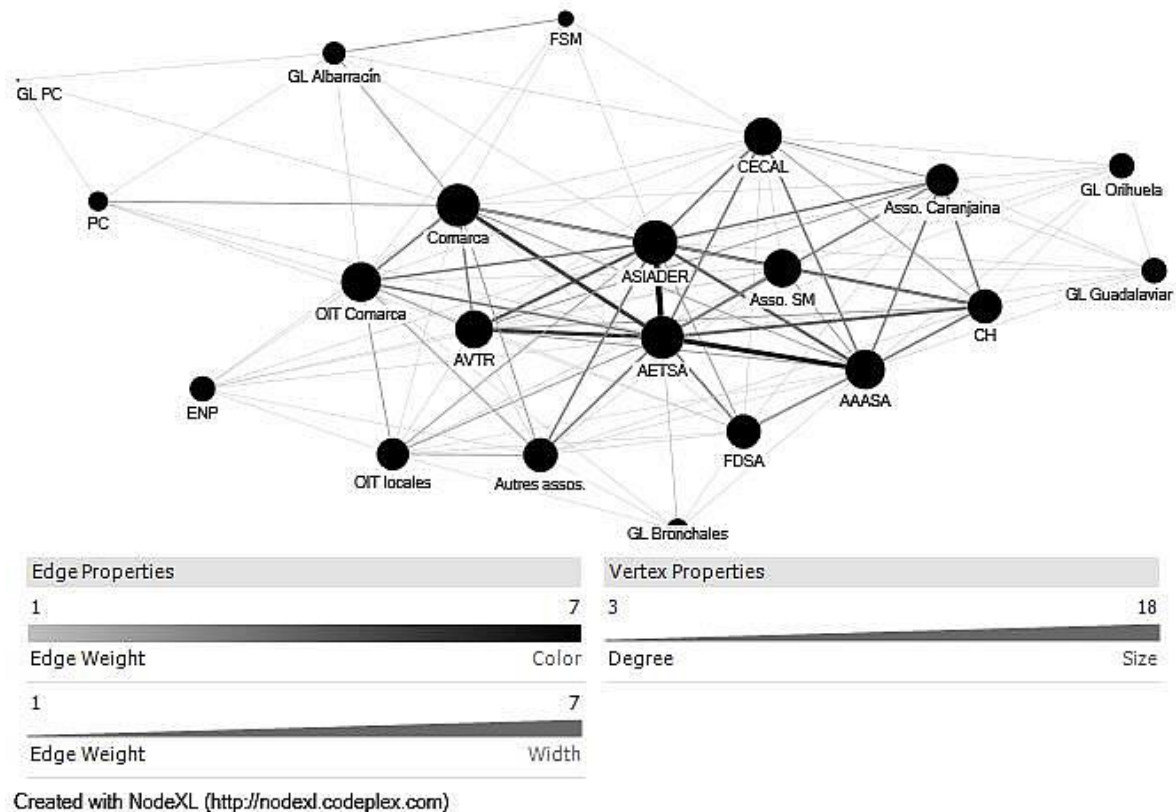 FSM
GL Albarracín
GL PC
CECAL
GL Orihuela
Asso. Caranjaina
PC
Comarca
ASIADER
Asso. SM
GL Guadalaviar
OIT Comarca
CH
AVTR
AETSA
AAASA
ENP
FDSA
OIT locales
Autres assos.
GL Bronchales
Edge Properties
1 7
Edge Weight Color
1 7
Edge Weight Width
Vertex Properties
3 18
Degree Size
Created with NodeXL (http://nodexl.codeplex.com)